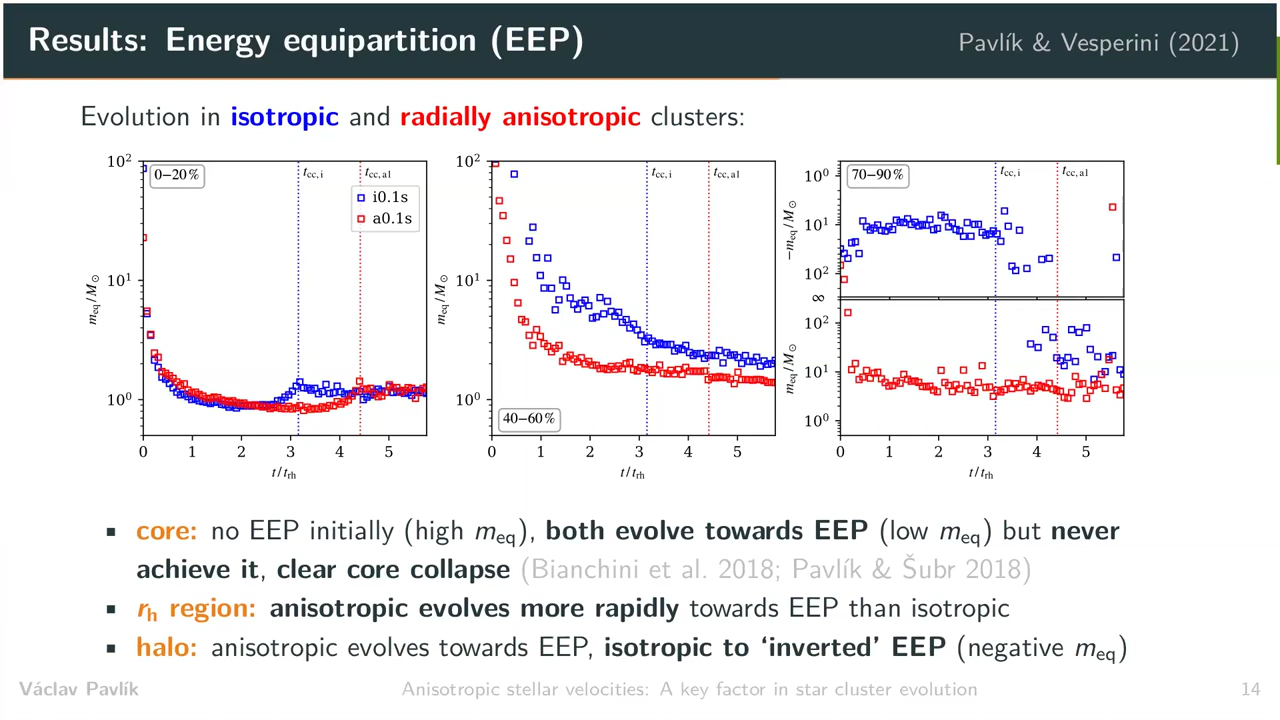 Results: Energy equipartition (EEP)
Pavlík & Vesperini (2021)
Evolution in isotropic and radially anisotropic clusters:
10² 10¹ 10⁰
m_eq/M_⊙
0−20%
t_cc,i
t_cc,a1
i0.1s
a0.1s
0 1 2 3 4 5
t/t_rh
10² 10¹ 10⁰
m_eq/M_⊙
40−60%
t_cc,i
t_cc,a1
0 1 2 3 4 5
t/t_rh
10⁰ 10¹ 10² ∞ 10² 10¹ 10⁰
−m_eq/M_⊙
m_eq/M_⊙
70−90%
t_cc,i
t_cc,a1
0 1 2 3 4 5
t/t_rh
▪ core: no EEP initially (high m_eq), both evolve towards EEP (low m_eq) but never
achieve it, clear core collapse (Bianchini et al. 2018; Pavlík & Šubr 2018)
▪ r_h region: anisotropic evolves more rapidly towards EEP than isotropic
▪ halo: anisotropic evolves towards EEP, isotropic to ‘inverted’ EEP (negative m_eq)
Václav Pavlík
Anisotropic stellar velocities: A key factor in star cluster evolution
14